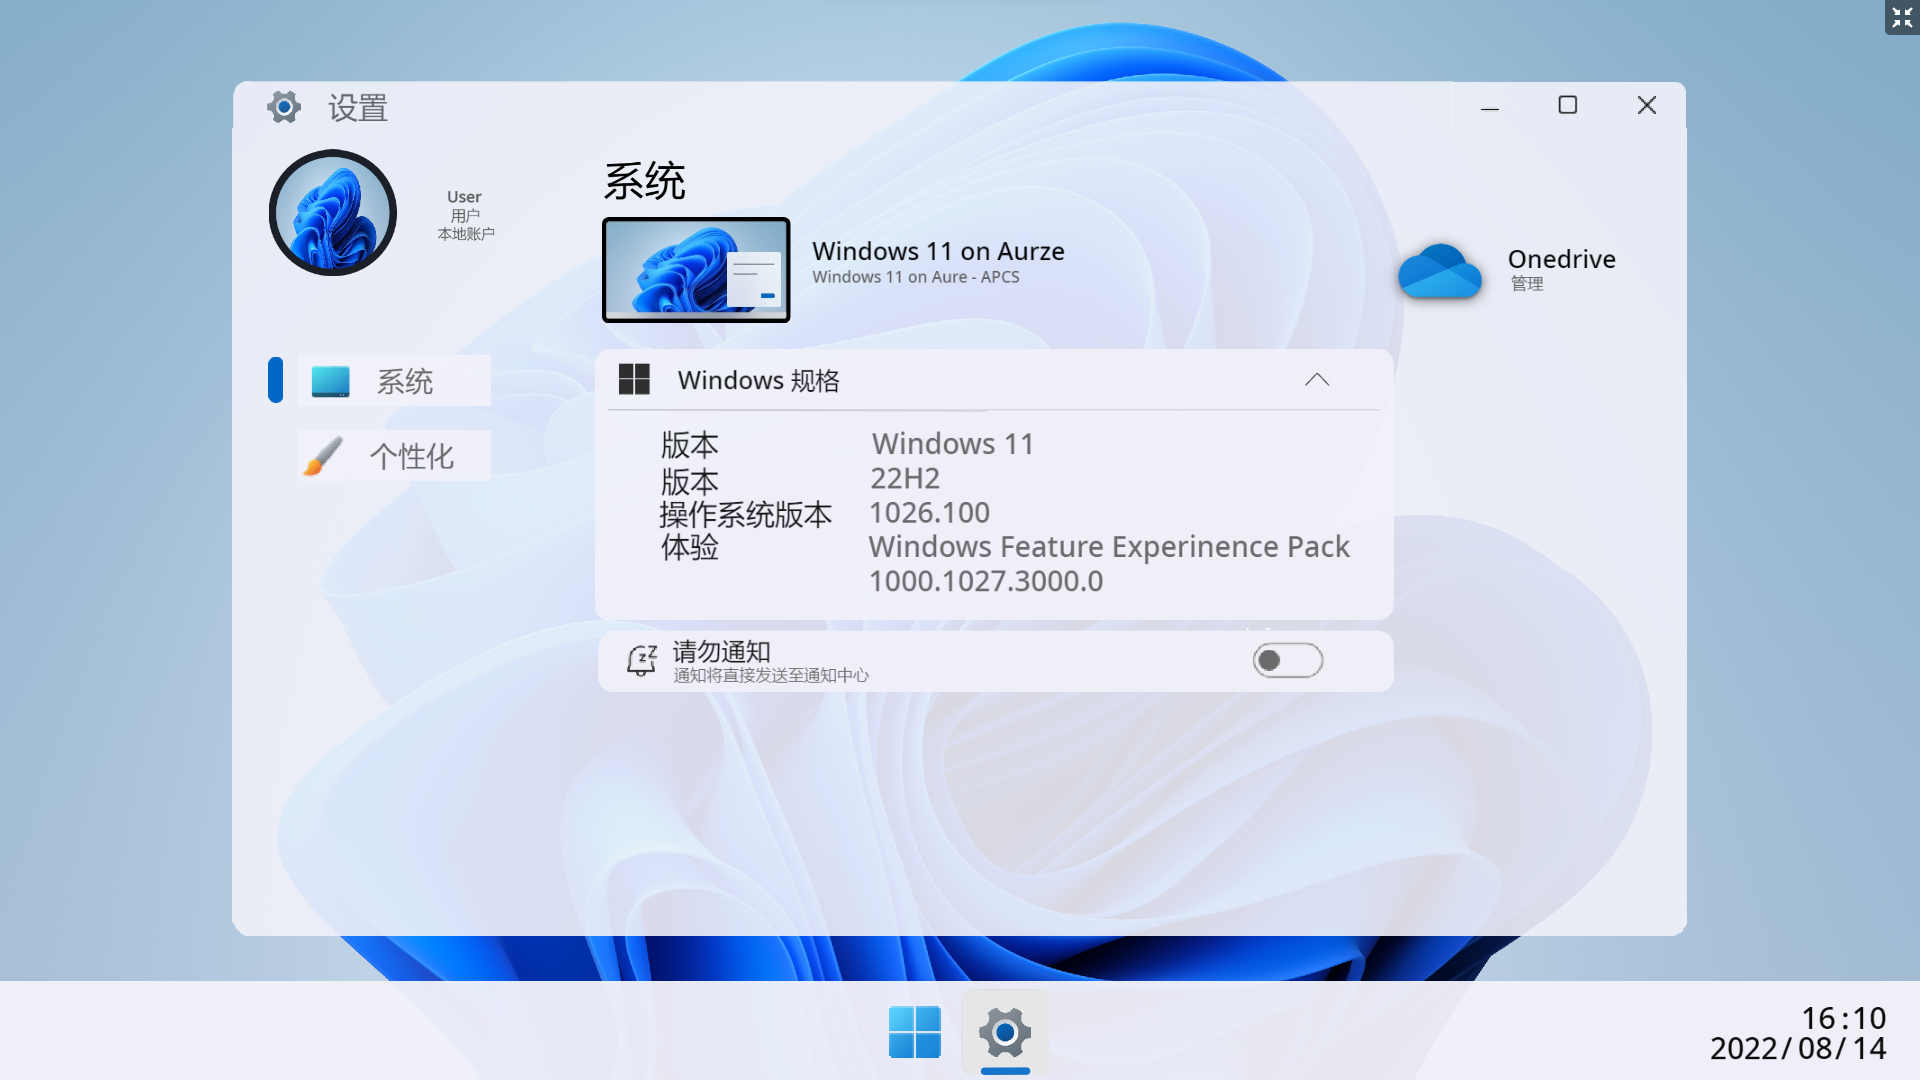 设置
User
用户
本地账户
系统
个性化
系统
Windows 11 on Aurze
Windows 11 on Aure - APCS
Onedrive
管理
Windows 规格
版本 Windows 11
版本 22H2
操作系统版本 1026.100
体验 Windows Feature Experinence Pack
1000.1027.3000.0
请勿通知
通知将直接发送至通知中心
16:10
2022/08/14